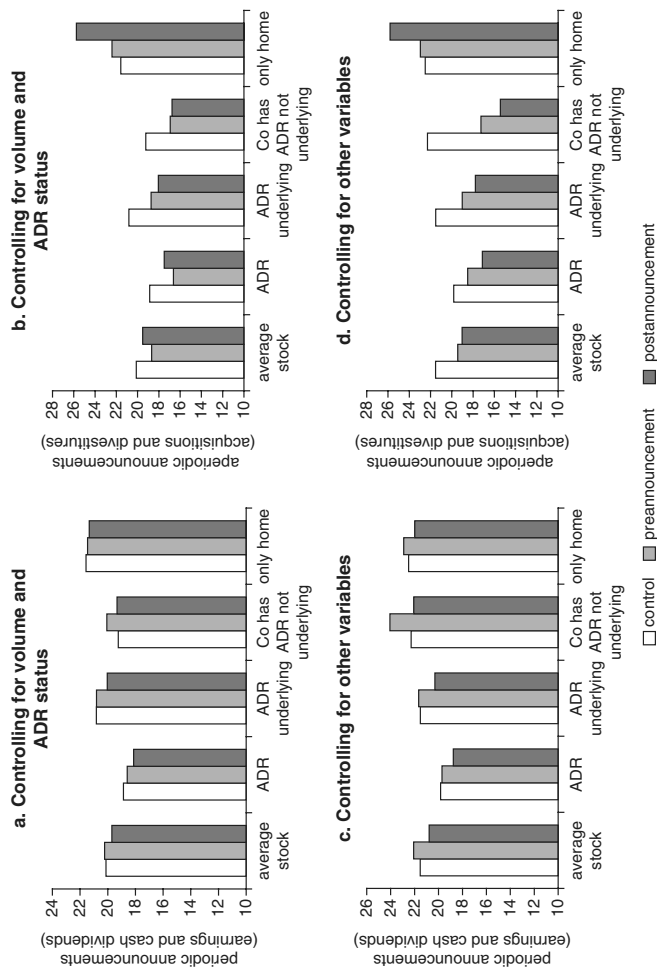 a. Controlling for volume and
ADR status
periodic announcements
(earnings and cash dividends)
24
22
20
18
16
14
12
10
average
stock
ADR
ADR
underlying
Co has
ADR not
underlying
only home
b. Controlling for volume and
ADR status
aperiodic announcements
(acquisitions and divestitures)
28
26
24
22
20
18
16
14
12
10
average
stock
ADR
ADR
underlying
Co has
ADR not
underlying
only home
c. Controlling for other variables
periodic announcements
(earnings and cash dividends)
26
24
22
20
18
16
14
12
10
average
stock
ADR
ADR
underlying
Co has
ADR not
underlying
only home
d. Controlling for other variables
aperiodic announcements
(acquisitions and divestitures)
28
26
24
22
20
18
16
14
12
10
average
stock
ADR
ADR
underlying
Co has
ADR not
underlying
only home
control preannouncement postannouncement